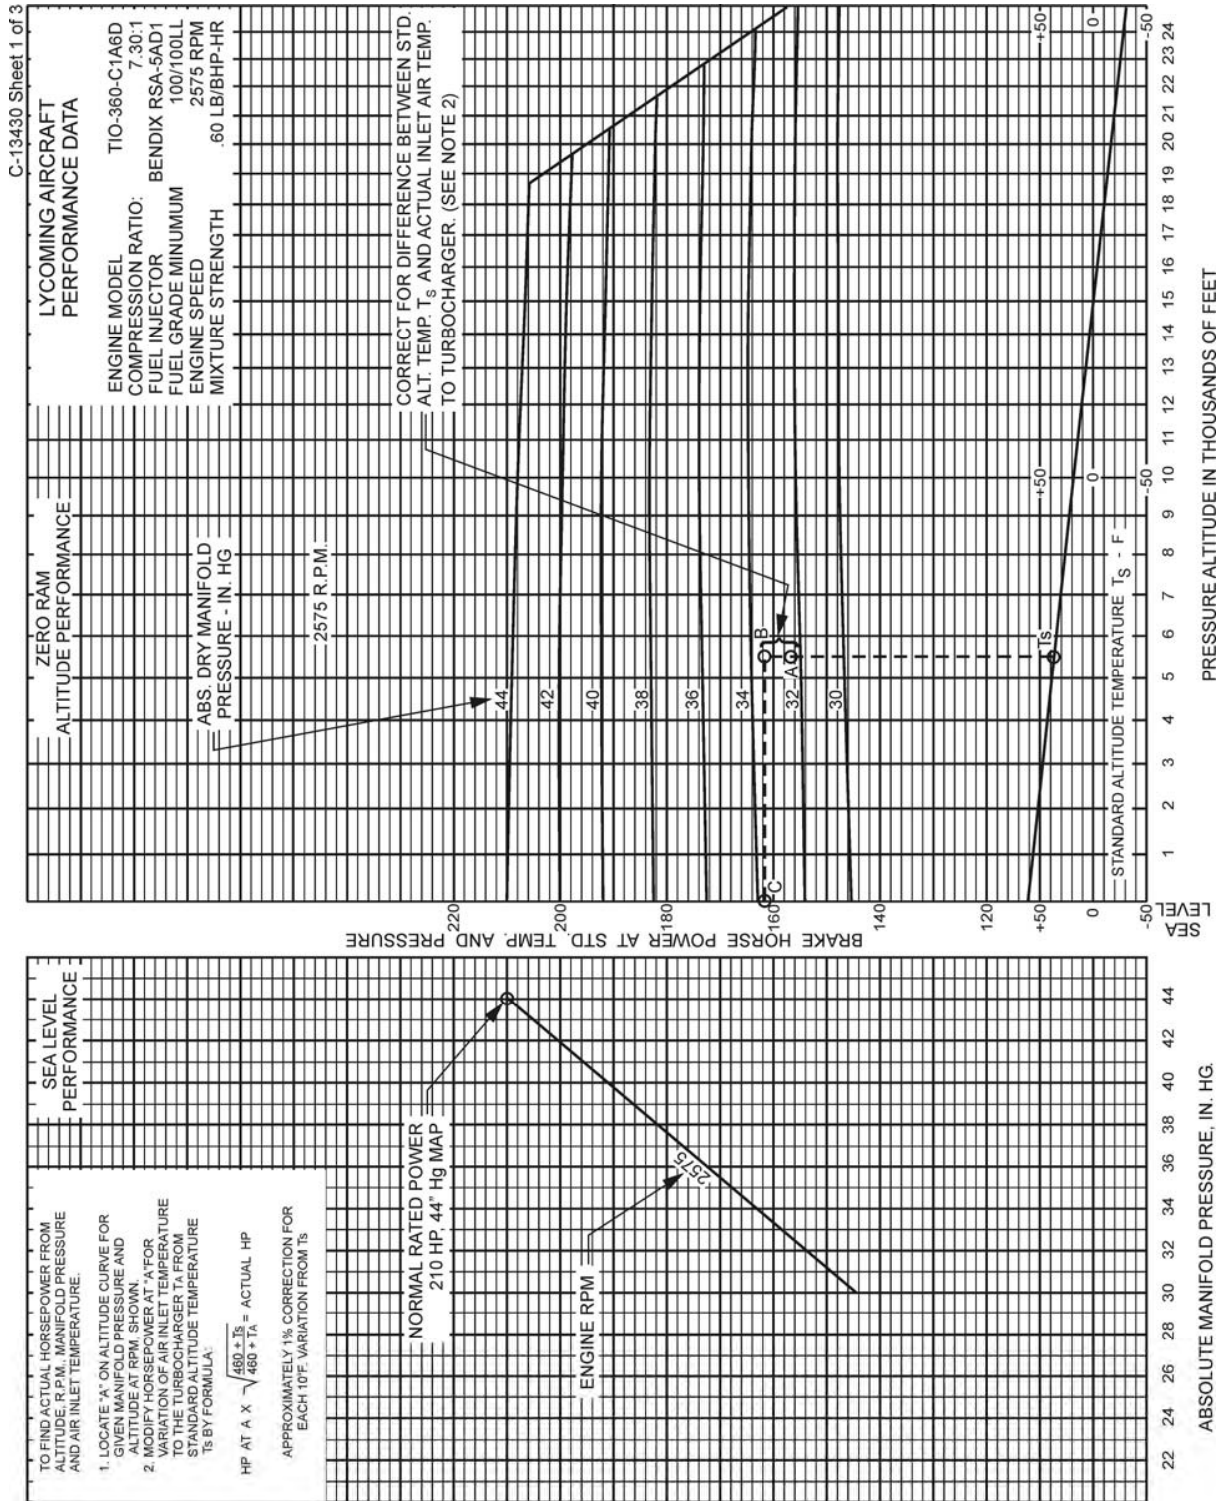 C-13430 Sheet 1 of 3
TO FIND ACTUAL HORSEPOWER FROM
ALTITUDE, R.P.M., MANIFOLD PRESSURE
AND AIR INLET TEMPERATURE.
1. LOCATE "A" ON ALTITUDE CURVE FOR
GIVEN MANIFOLD PRESSURE AND
ALTITUDE AT RPM, SHOWN.
2. MODIFY HORSEPOWER AT "A" FOR
VARIATION OF AIR INLET TEMPERATURE
TO THE TURBOCHARGER TA FROM
STANDARD ALTITUDE TEMPERATURE
Ts BY FORMULA:
HP AT A X √ 460 + Ts / 460 + TA = ACTUAL HP
APPROXIMATELY 1% CORRECTION FOR
EACH 10°F. VARIATION FROM Ts
SEA LEVEL
PERFORMANCE
NORMAL RATED POWER
210 HP, 44" Hg MAP
ENGINE RPM
2575
22 24 26 28 30 32 34 36 38 40 42 44
ABSOLUTE MANIFOLD PRESSURE, IN. HG.
BRAKE HORSE POWER AT STD. TEMP. AND PRESSURE
220
200
180
160
140
120
+50
0
-50
ZERO RAM
ALTITUDE PERFORMANCE
ABS. DRY MANIFOLD
PRESSURE - IN. HG
2575 R.P.M.
LYCOMING AIRCRAFT
PERFORMANCE DATA
ENGINE MODEL TIO-360-C1A6D
COMPRESSION RATIO: 7.30:1
FUEL INJECTOR BENDIX RSA-5AD1
FUEL GRADE MINUMUM 100/100LL
ENGINE SPEED 2575 RPM
MIXTURE STRENGTH .60 LB/BHP-HR
CORRECT FOR DIFFERENCE BETWEEN STD.
ALT. TEMP. TS AND ACTUAL INLET AIR TEMP.
TO TURBOCHARGER. (SEE NOTE 2)
44
42
40
38
36
34
32
30
A
B
C
Ts
+50
0
-50
+50
0
-50
STANDARD ALTITUDE TEMPERATURE TS - F
SEA
LEVEL
1 2 3 4 5 6 7 8 9 10 11 12 13 14 15 16 17 18 19 20 21 22 23 24
PRESSURE ALTITUDE IN THOUSANDS OF FEET